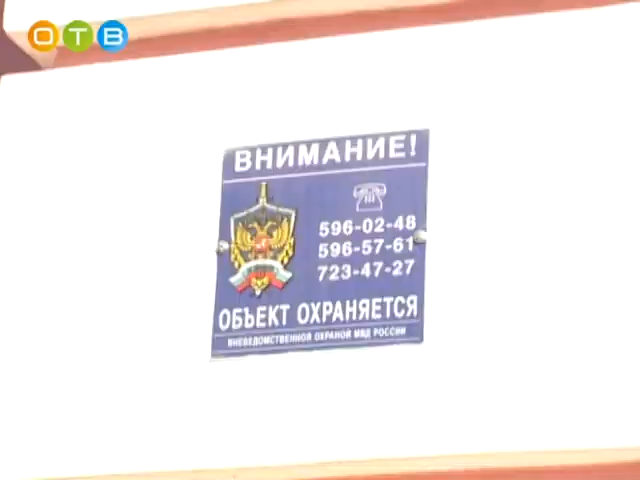 ОТВ
ВНИМАНИЕ!
596-02-48
596-57-61
723-47-27
ОБЪЕКТ ОХРАНЯЕТСЯ
ВНЕВЕДОМСТВЕННОЙ ОХРАНОЙ МВД РОССИИ